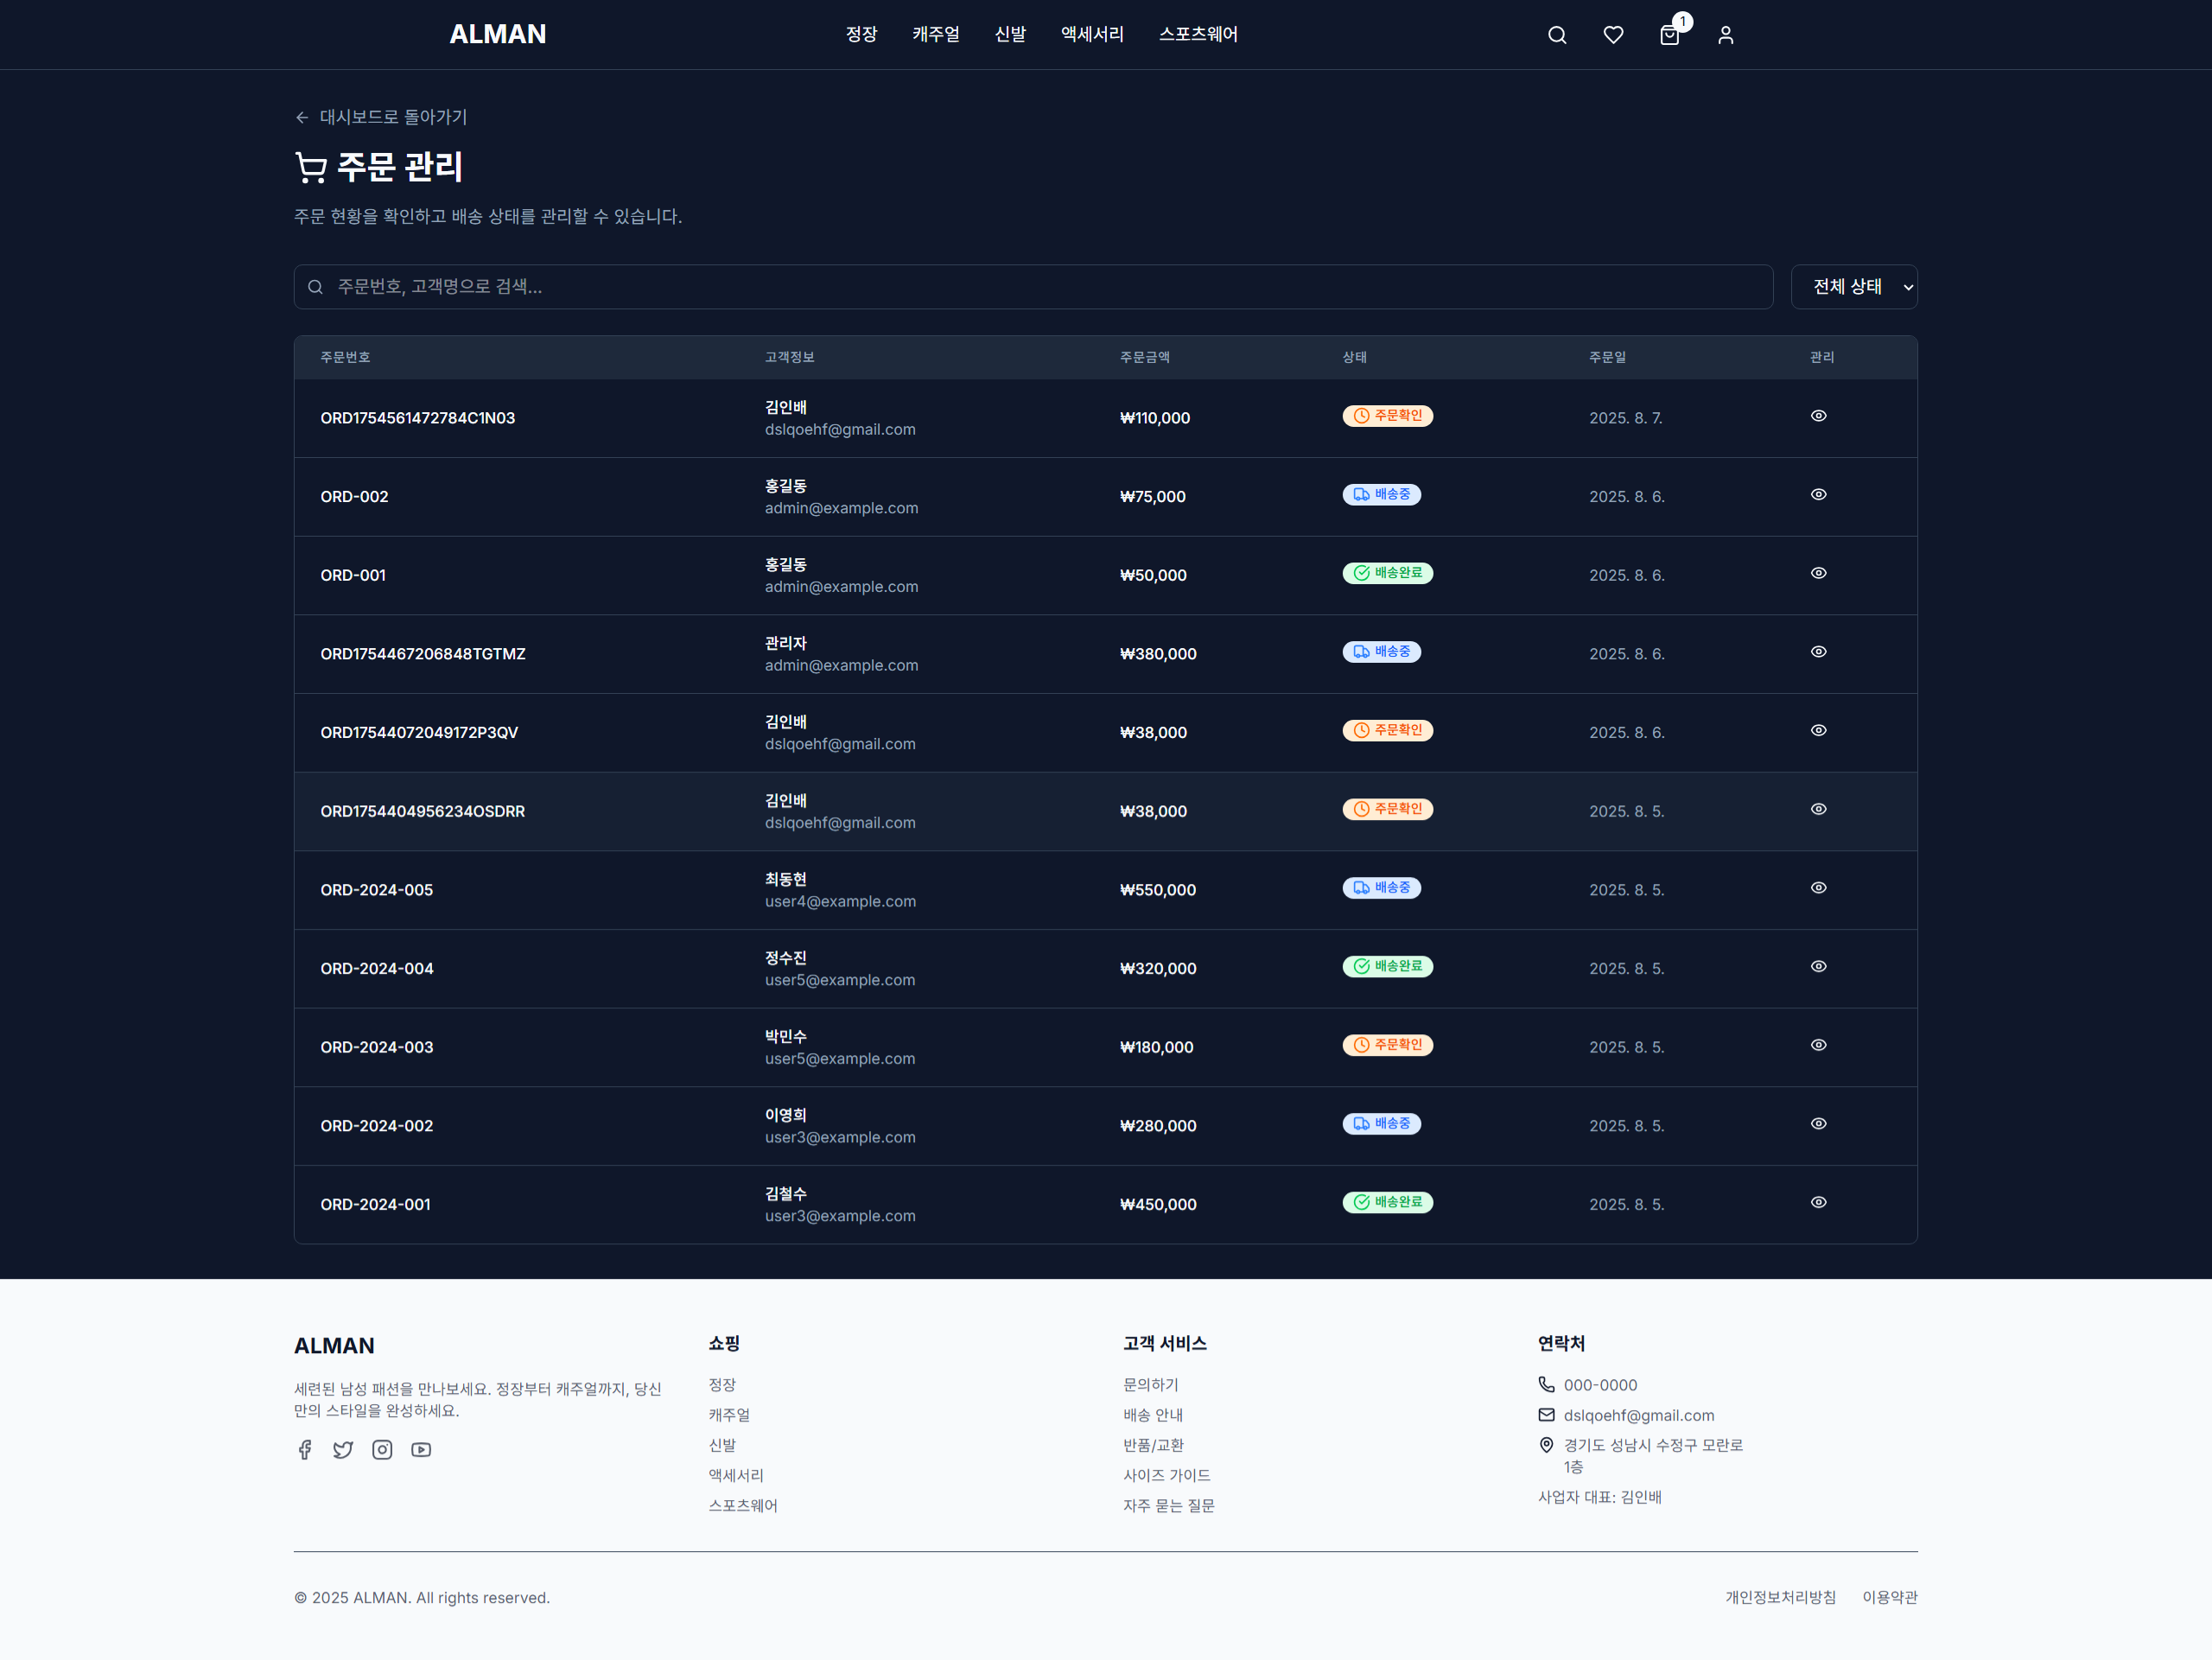 ALMAN
정장 캐주얼 신발 액세서리 스포츠웨어
1
대시보드로 돌아가기
주문 관리
주문 현황을 확인하고 배송 상태를 관리할 수 있습니다.
주문번호, 고객명으로 검색...
전체 상태
주문번호 고객정보 주문금액 상태 주문일 관리
ORD1754561472784C1N03 김인배 ₩110,000 주문확인 2025. 8. 7.
dslqoehf@gmail.com
ORD-002 홍길동 ₩75,000 배송중 2025. 8. 6.
admin@example.com
ORD-001 홍길동 ₩50,000 배송완료 2025. 8. 6.
admin@example.com
ORD1754467206848TGTMZ 관리자 ₩380,000 배송중 2025. 8. 6.
admin@example.com
ORD17544072049172P3QV 김인배 ₩38,000 주문확인 2025. 8. 6.
dslqoehf@gmail.com
ORD1754404956234OSDRR 김인배 ₩38,000 주문확인 2025. 8. 5.
dslqoehf@gmail.com
ORD-2024-005 최동현 ₩550,000 배송중 2025. 8. 5.
user4@example.com
ORD-2024-004 정수진 ₩320,000 배송완료 2025. 8. 5.
user5@example.com
ORD-2024-003 박민수 ₩180,000 주문확인 2025. 8. 5.
user5@example.com
ORD-2024-002 이영희 ₩280,000 배송중 2025. 8. 5.
user3@example.com
ORD-2024-001 김철수 ₩450,000 배송완료 2025. 8. 5.
user3@example.com
ALMAN
세련된 남성 패션을 만나보세요. 정장부터 캐주얼까지, 당신
만의 스타일을 완성하세요.
쇼핑
정장
캐주얼
신발
액세서리
스포츠웨어
고객 서비스
문의하기
배송 안내
반품/교환
사이즈 가이드
자주 묻는 질문
연락처
000-0000
dslqoehf@gmail.com
경기도 성남시 수정구 모란로
1층
사업자 대표: 김인배
© 2025 ALMAN. All rights reserved.
개인정보처리방침 이용약관